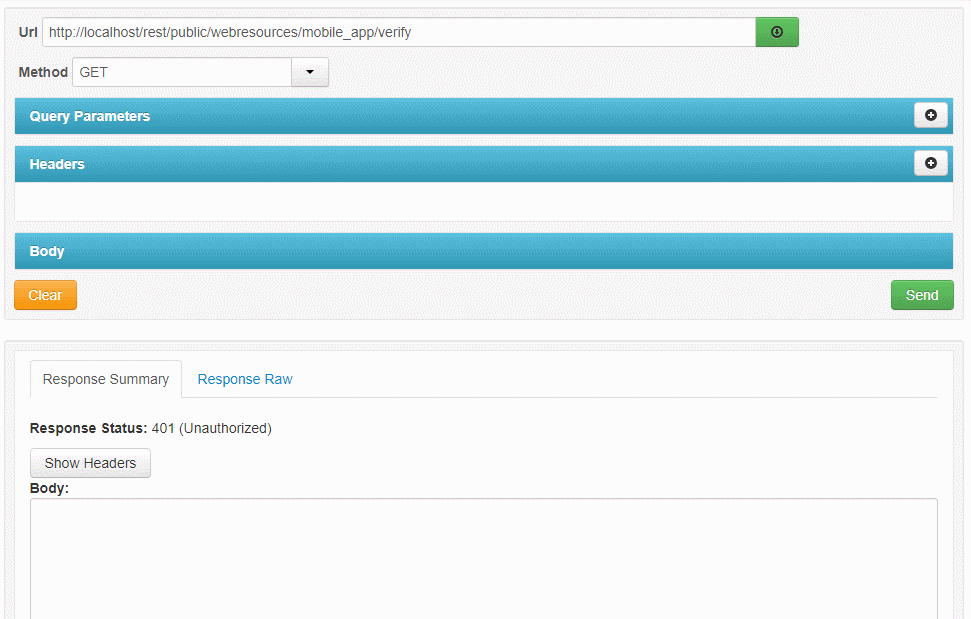 Url http://localhost/rest/public/webresources/mobile_app/verify
Method GET
Query Parameters
Headers
Body
Clear Send
Response Summary Response Raw
Response Status: 401 (Unauthorized)
Show Headers
Body: